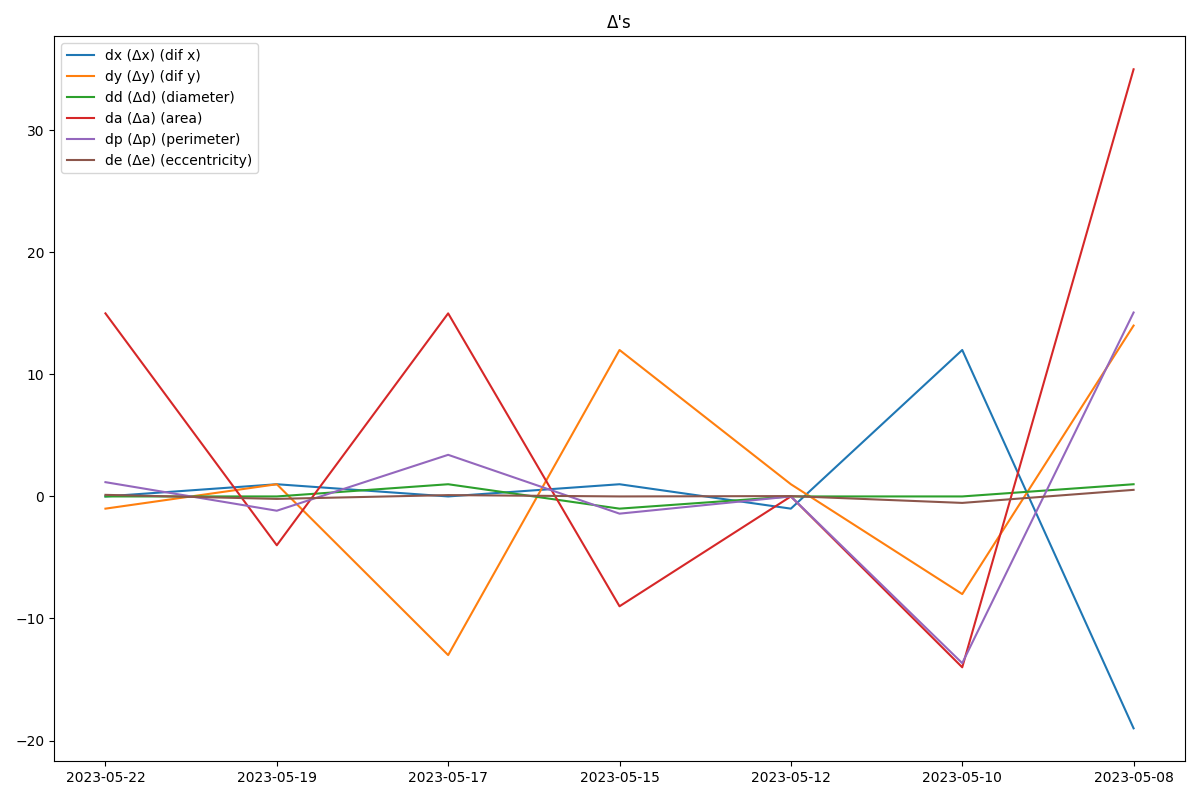 Δ's
dx (Δx) (dif x)
dy (Δy) (dif y)
dd (Δd) (diameter)
da (Δa) (area)
dp (Δp) (perimeter)
de (Δe) (eccentricity)
30
20
10
0
−10
−20
2023-05-22 2023-05-19 2023-05-17 2023-05-15 2023-05-12 2023-05-10 2023-05-08